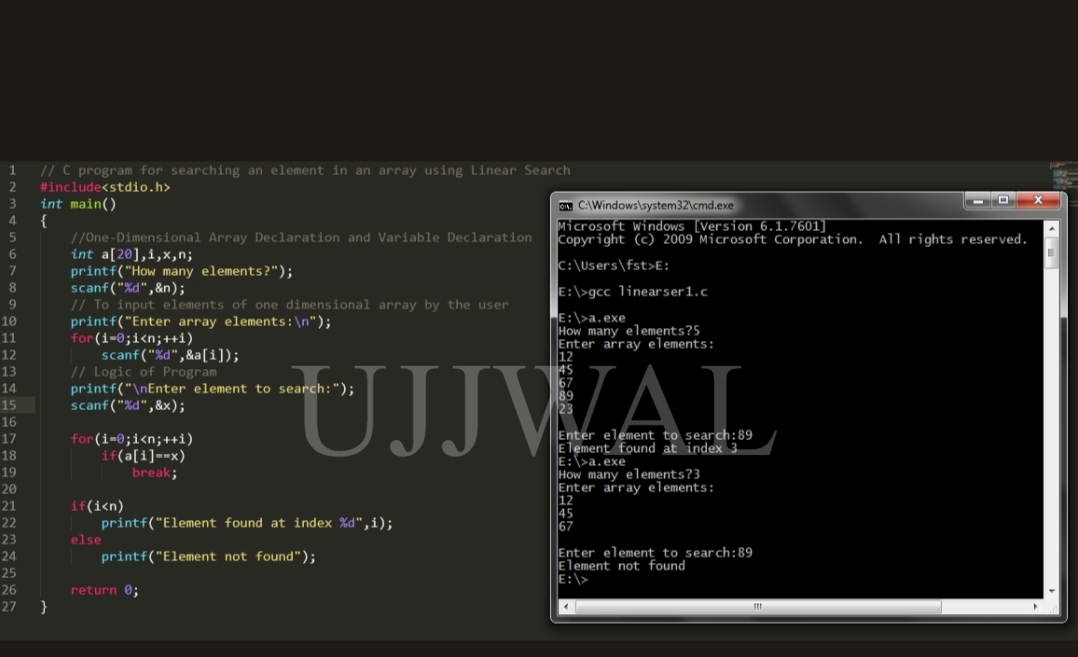 1 // C program for searching an element in an array using Linear Search
2 #include<stdio.h>
3 int main()
4 {
5 //One-Dimensional Array Declaration and Variable Declaration
6 int a[20],i,x,n;
7 printf("How many elements?");
8 scanf("%d",&n);
9 // To input elements of one dimensional array by the user
10 printf("Enter array elements:\n");
11 for(i=0;i<n;++i)
12 scanf("%d",&a[i]);
13 // Logic of Program
14 printf("\nEnter element to search:");
15 scanf("%d",&x);
16
17 for(i=0;i<n;++i)
18 if(a[i]==x)
19 break;
20
21 if(i<n)
22 printf("Element found at index %d",i);
23 else
24 printf("Element not found");
25
26 return 0;
27 }
C:\Windows\system32\cmd.exe
Microsoft Windows [Version 6.1.7601]
Copyright (c) 2009 Microsoft Corporation. All rights reserved.
C:\Users\fst>E:
E:\>gcc linearser1.c
E:\>a.exe
How many elements?5
Enter array elements:
12
45
67
89
23
Enter element to search:89
Element found at index 3
E:\>a.exe
How many elements?3
Enter array elements:
12
45
67
Enter element to search:89
Element not found
E:\>
UJJWAL